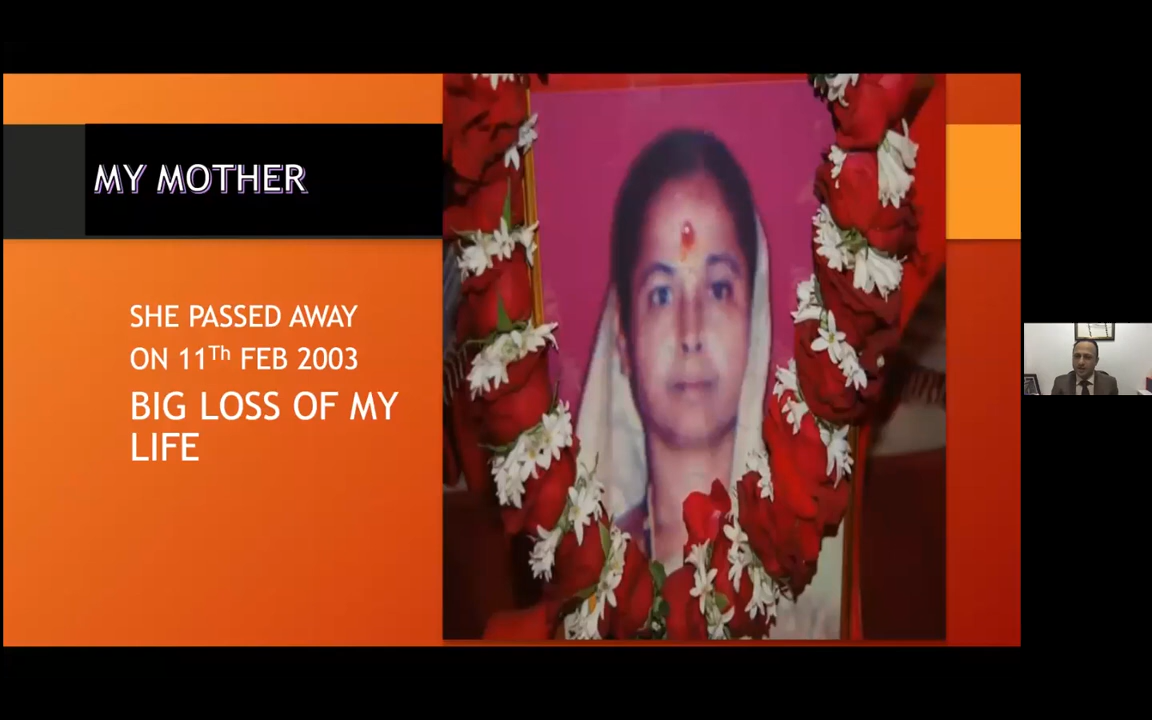 MY MOTHER
SHE PASSED AWAY
ON 11Th FEB 2003
BIG LOSS OF MY
LIFE